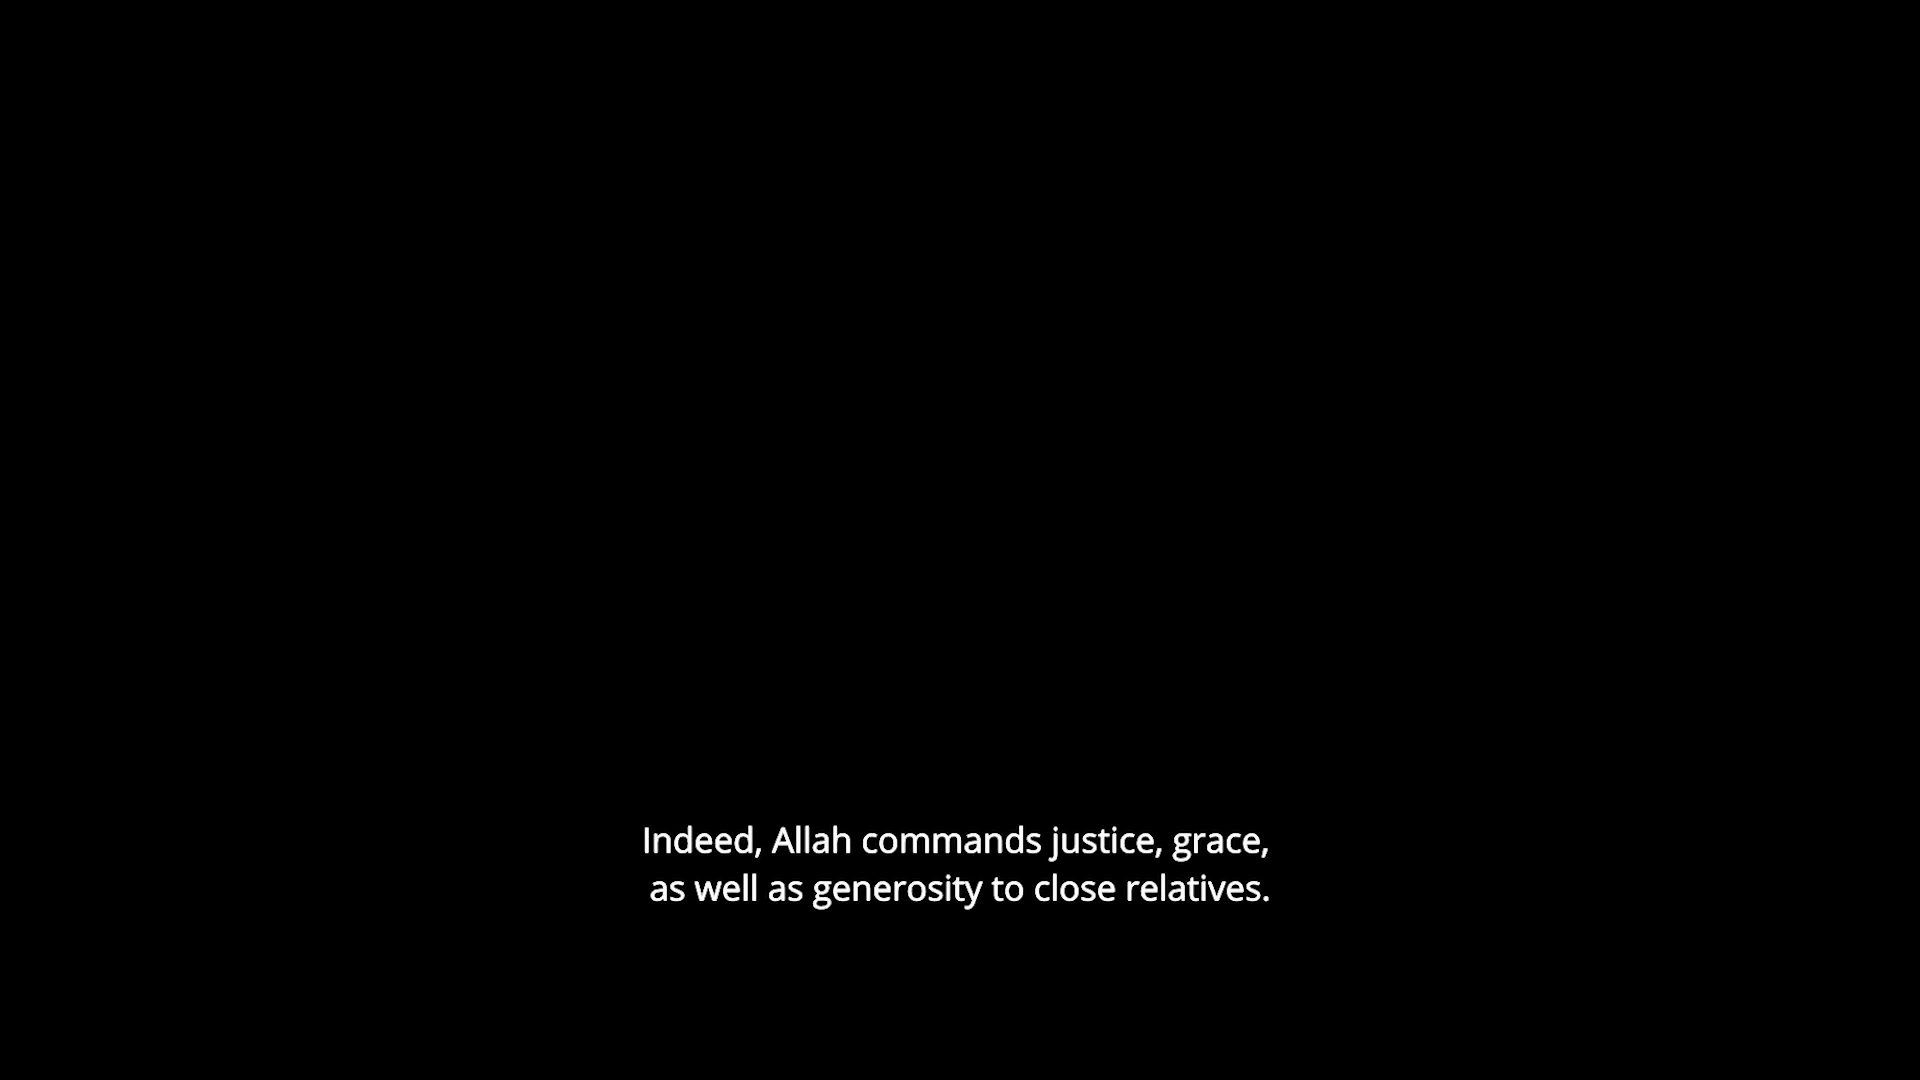 Indeed, Allah commands justice, grace,
as well as generosity to close relatives.